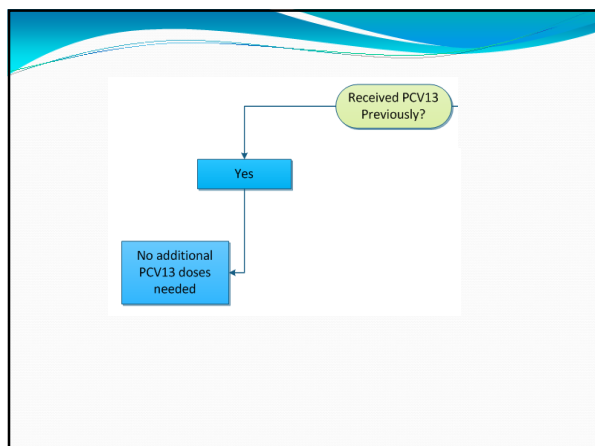 Received PCV13
Previously?
Yes
No additional
PCV13 doses
needed